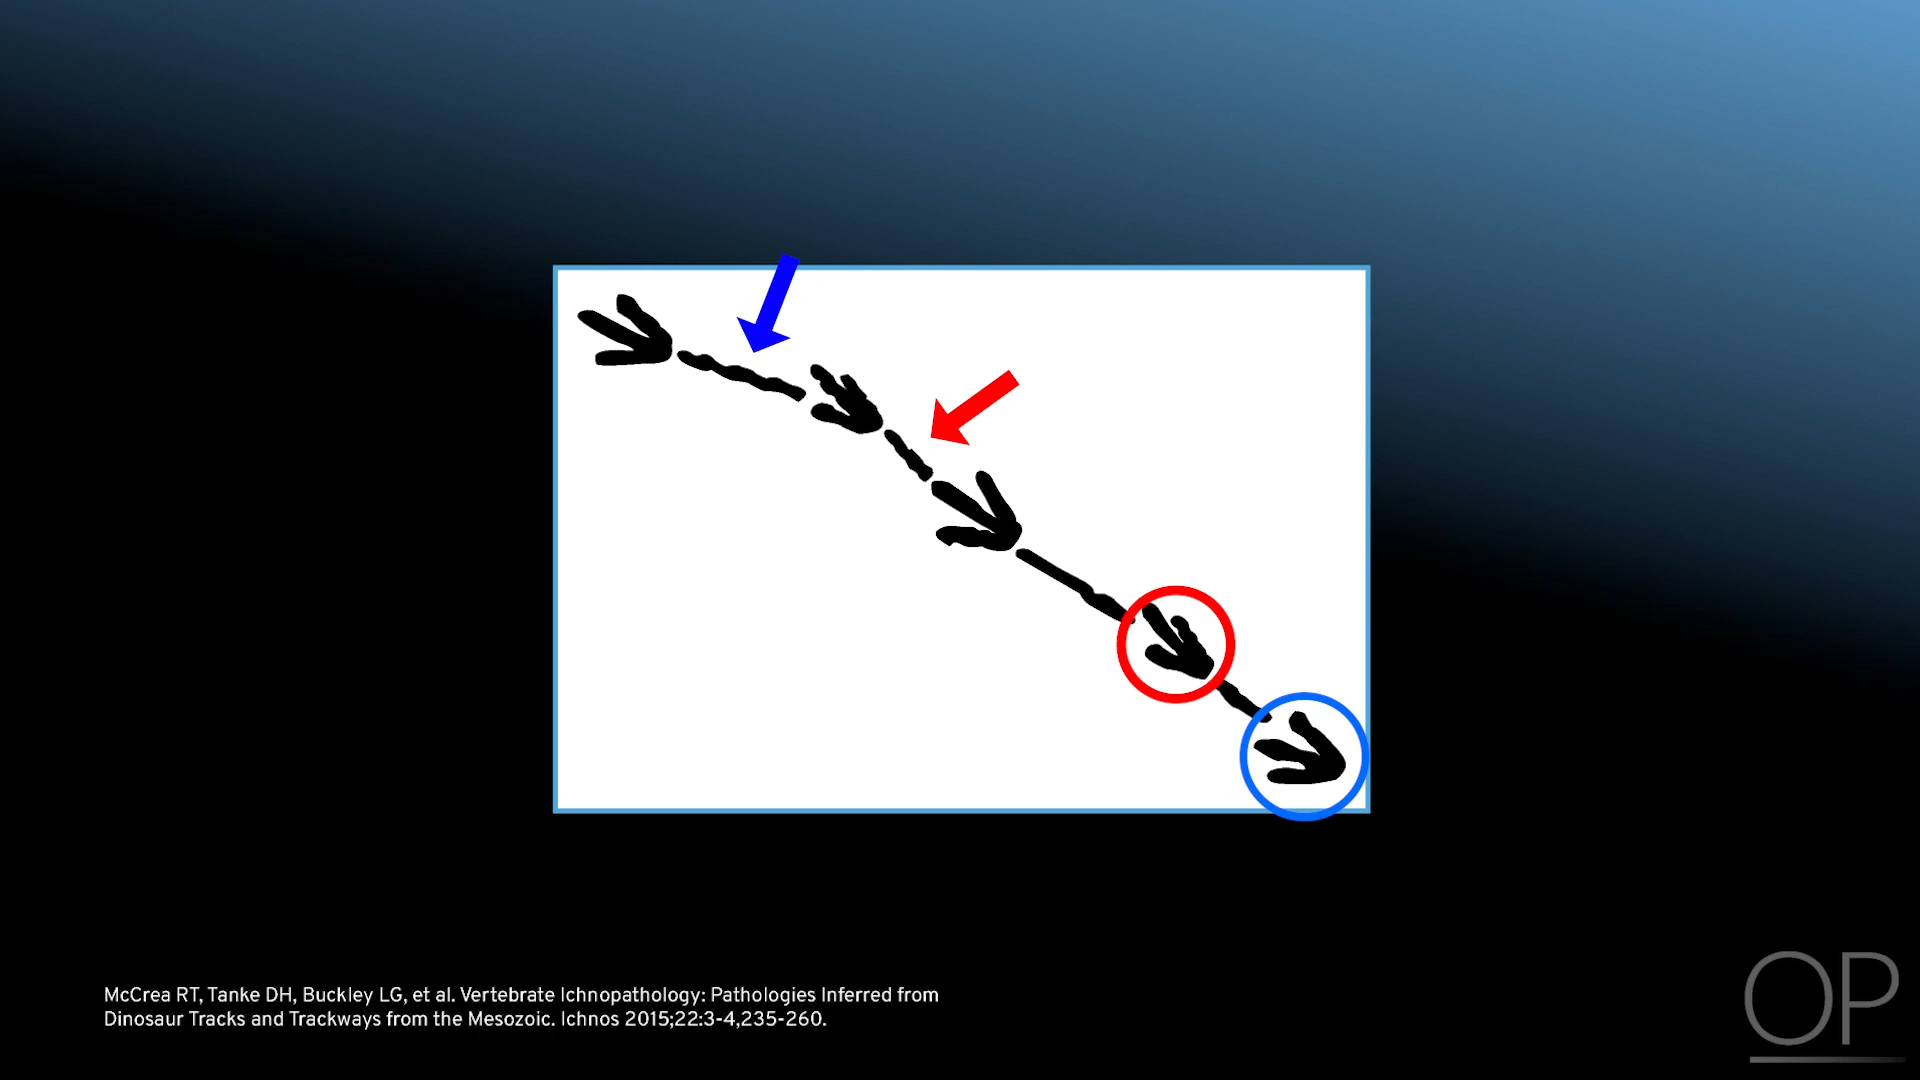 McCrea RT, Tanke DH, Buckley LG, et al. Vertebrate Ichnopathology: Pathologies Inferred from
Dinosaur Tracks and Trackways from the Mesozoic. Ichnos 2015;22:3-4,235-260.
OP